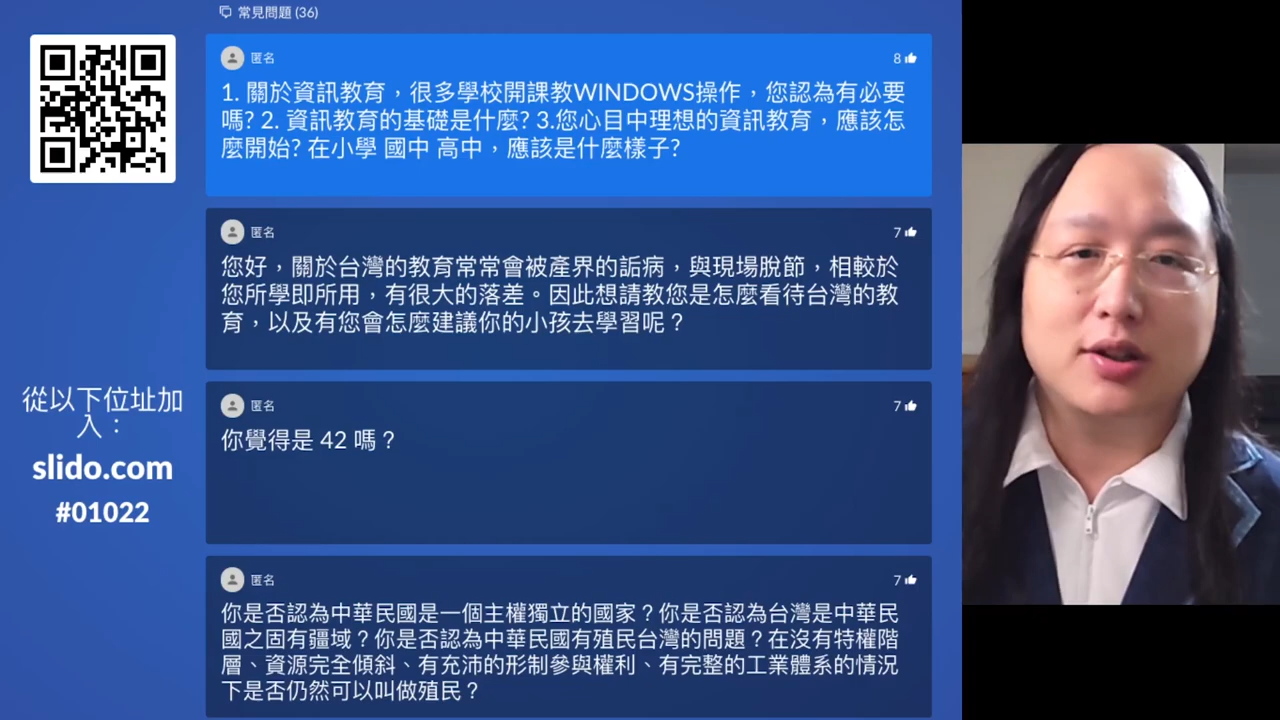 常見問題 (36)
匿名
8
1. 關於資訊教育，很多學校開課教WINDOWS操作，您認為有必要
嗎? 2. 資訊教育的基礎是什麼? 3.您心目中理想的資訊教育，應該怎
麼開始? 在小學 國中 高中，應該是什麼樣子?
匿名
7
您好，關於台灣的教育常常會被產界的詬病，與現場脫節，相較於
您所學即所用，有很大的落差。因此想請教您是怎麼看待台灣的教
育，以及有您會怎麼建議你的小孩去學習呢？
從以下位址加
入：
slido.com
#01022
匿名
7
你覺得是 42 嗎？
匿名
7
你是否認為中華民國是一個主權獨立的國家？你是否認為台灣是中華民
國之固有疆域？你是否認為中華民國有殖民台灣的問題？在沒有特權階
層、資源完全傾斜、有充沛的形制參與權利、有完整的工業體系的情況
下是否仍然可以叫做殖民？